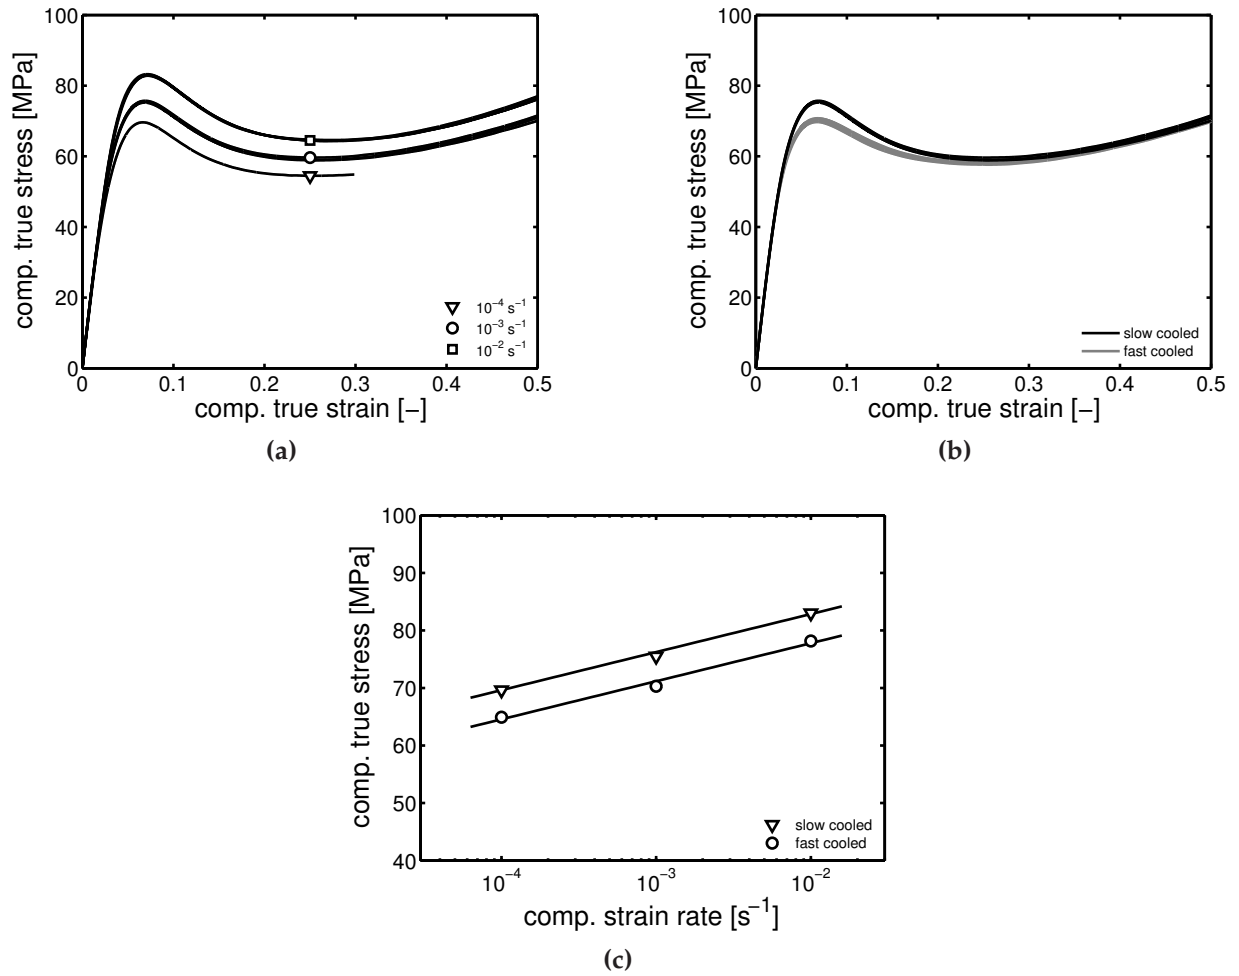 100
80
60
40
20
0
comp. true stress [MPa]
0 0.1 0.2 0.3 0.4 0.5
comp. true strain [−]
10⁻⁴ s⁻¹
10⁻³ s⁻¹
10⁻² s⁻¹
(a)
100
80
60
40
20
0
comp. true stress [MPa]
0 0.1 0.2 0.3 0.4 0.5
comp. true strain [−]
slow cooled
fast cooled
(b)
100
90
80
70
60
50
40
comp. true stress [MPa]
10⁻⁴ 10⁻³ 10⁻²
comp. strain rate [s⁻¹]
slow cooled
fast cooled
(c)